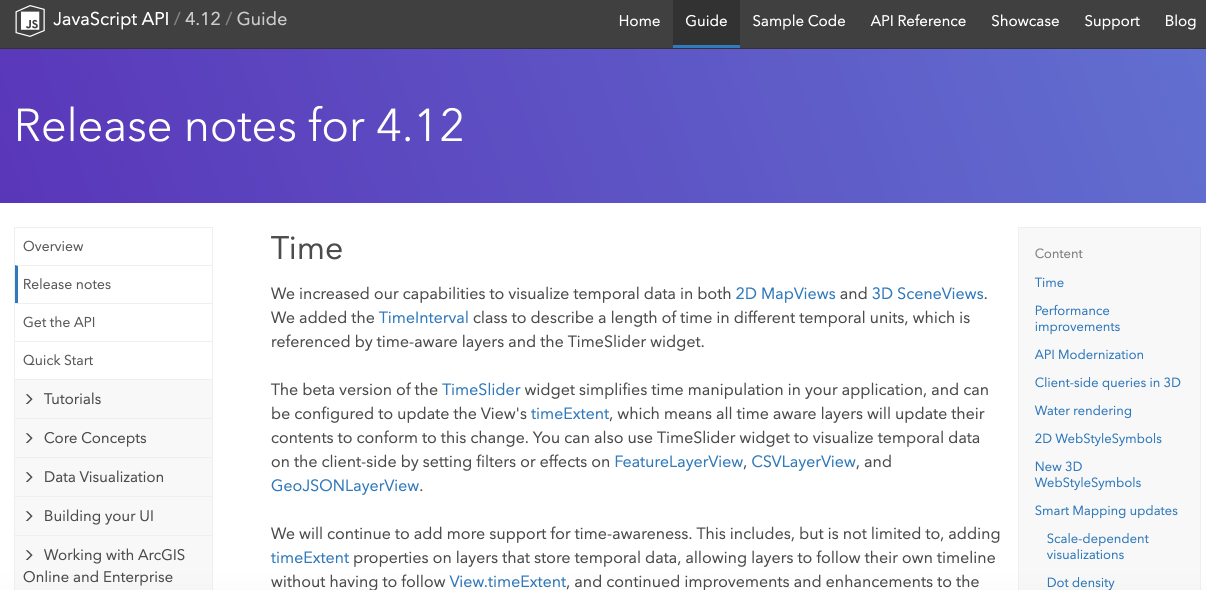 JS JavaScript API / 4.12 / Guide
Home Guide Sample Code API Reference Showcase Support Blog
Release notes for 4.12
Overview
Release notes
Get the API
Quick Start
Tutorials
Core Concepts
Data Visualization
Building your UI
Working with ArcGIS
Online and Enterprise
Time
We increased our capabilities to visualize temporal data in both 2D MapViews and 3D SceneViews.
We added the TimeInterval class to describe a length of time in different temporal units, which is
referenced by time-aware layers and the TimeSlider widget.
The beta version of the TimeSlider widget simplifies time manipulation in your application, and can
be configured to update the View's timeExtent, which means all time aware layers will update their
contents to conform to this change. You can also use TimeSlider widget to visualize temporal data
on the client-side by setting filters or effects on FeatureLayerView, CSVLayerView, and
GeoJSONLayerView.
We will continue to add more support for time-awareness. This includes, but is not limited to, adding
timeExtent properties on layers that store temporal data, allowing layers to follow their own timeline
without having to follow View.timeExtent, and continued improvements and enhancements to the
Content
Time
Performance
improvements
API Modernization
Client-side queries in 3D
Water rendering
2D WebStyleSymbols
New 3D
WebStyleSymbols
Smart Mapping updates
Scale-dependent
visualizations
Dot density